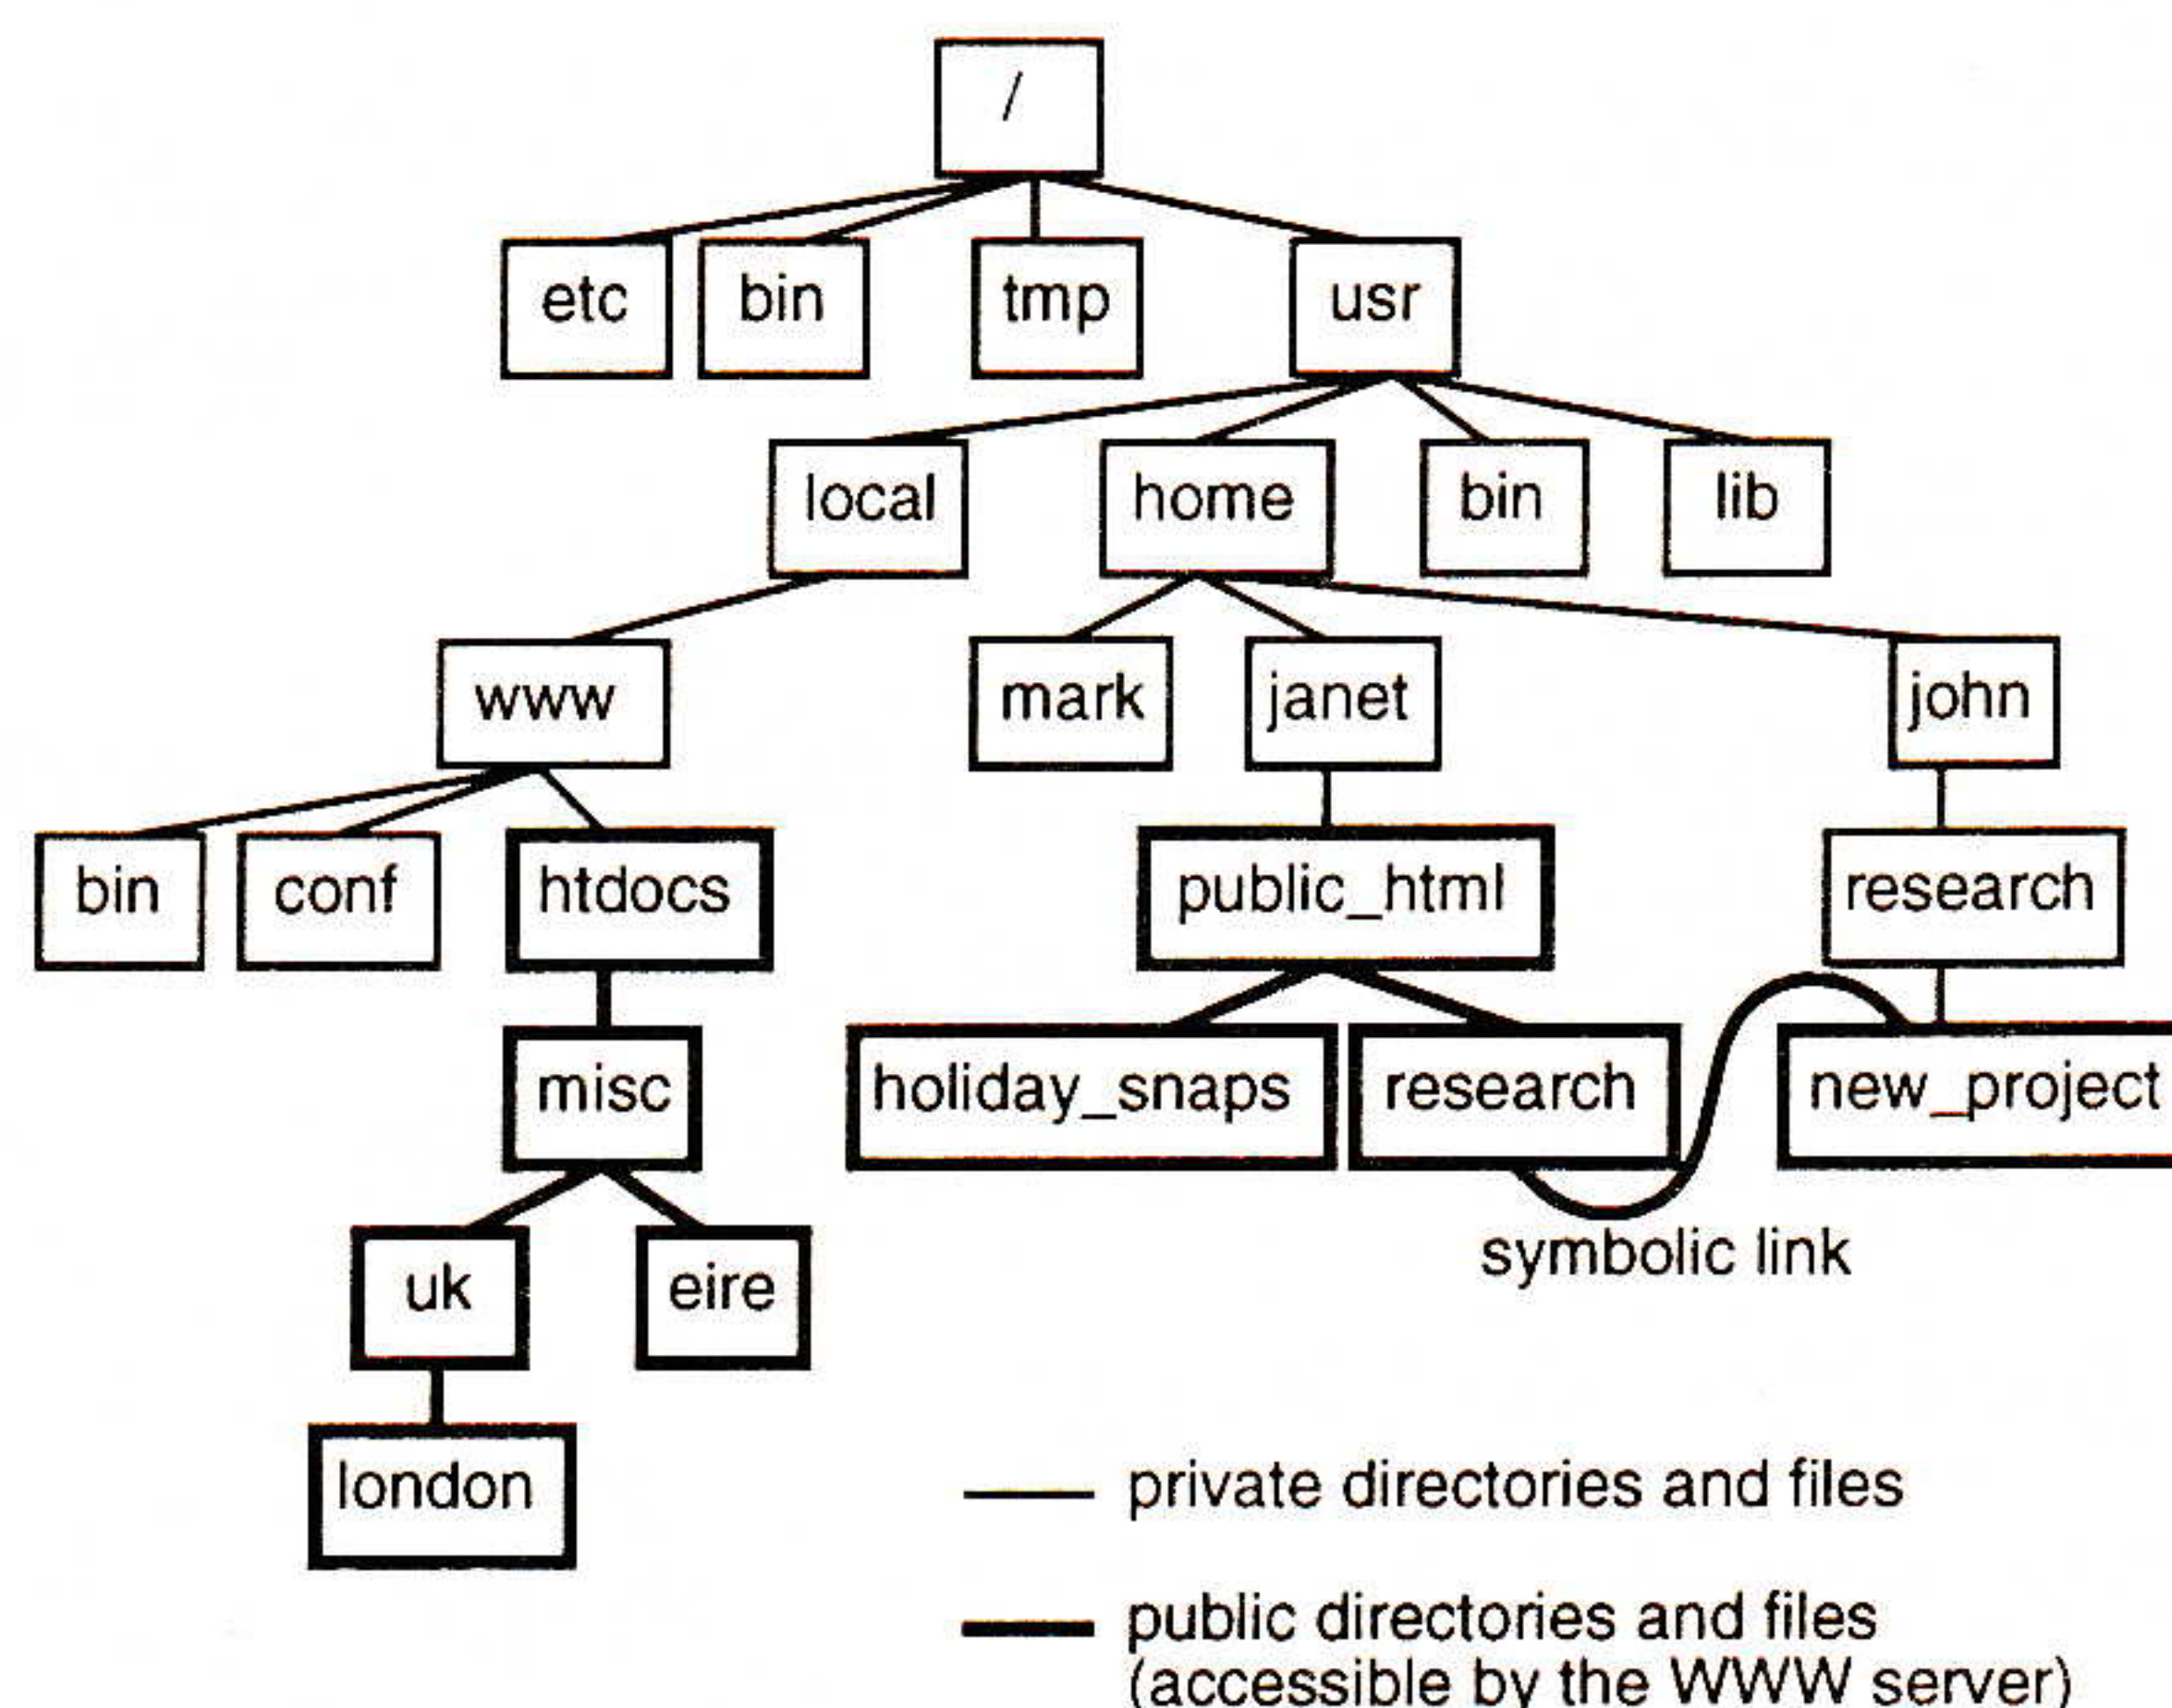 /
etc bin tmp usr
local home bin lib
www mark janet john
bin conf htdocs public_html research
misc holiday_snaps research new_project
uk eire symbolic link
london
private directories and files
public directories and files
(accessible by the WWW server)